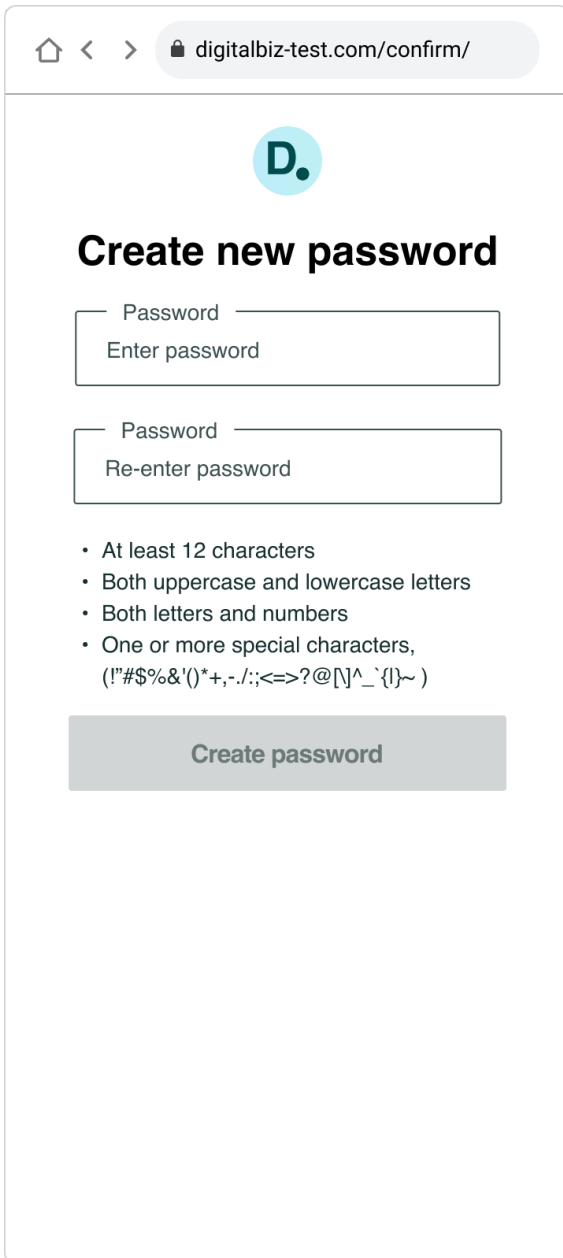 digitalbiz-test.com/confirm/
D.
Create new password
Password
Enter password
Password
Re-enter password
• At least 12 characters
• Both uppercase and lowercase letters
• Both letters and numbers
• One or more special characters,
(!”#$%&'()*+,-./:;<=>?@[\]^_`{|}~ )
Create password